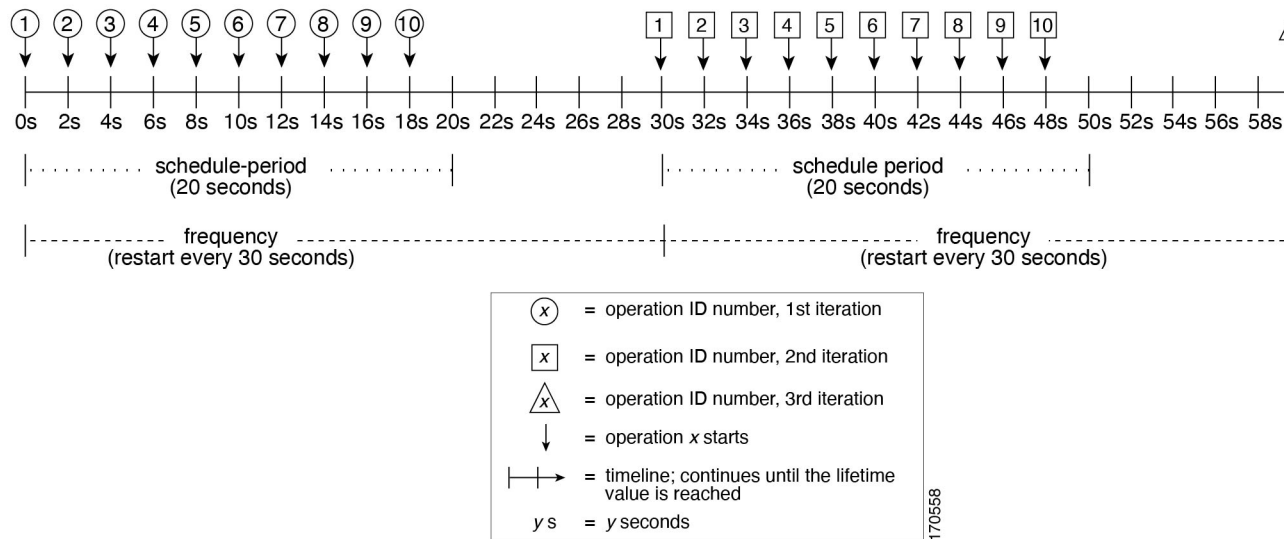 1 2 3 4 5 6 7 8 9 10 1 2 3 4 5 6 7 8 9 10
0s 2s 4s 6s 8s 10s 12s 14s 16s 18s 20s 22s 24s 26s 28s 30s 32s 34s 36s 38s 40s 42s 44s 46s 48s 50s 52s 54s 56s 58s
schedule-period
(20 seconds)
schedule period
(20 seconds)
frequency
(restart every 30 seconds)
frequency
(restart every 30 seconds)
x = operation ID number, 1st iteration
x = operation ID number, 2nd iteration
x = operation ID number, 3rd iteration
= operation x starts
= timeline; continues until the lifetime
value is reached
y s = y seconds
170558